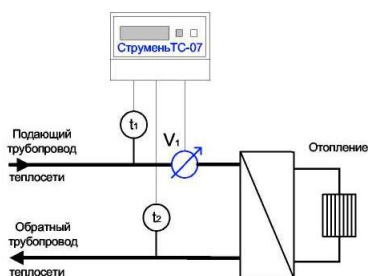 СтруменьТС-07
t1
V1
Подающий
трубопровод
теплосети
Отопление
t2
Обратный
трубопровод
теплосети